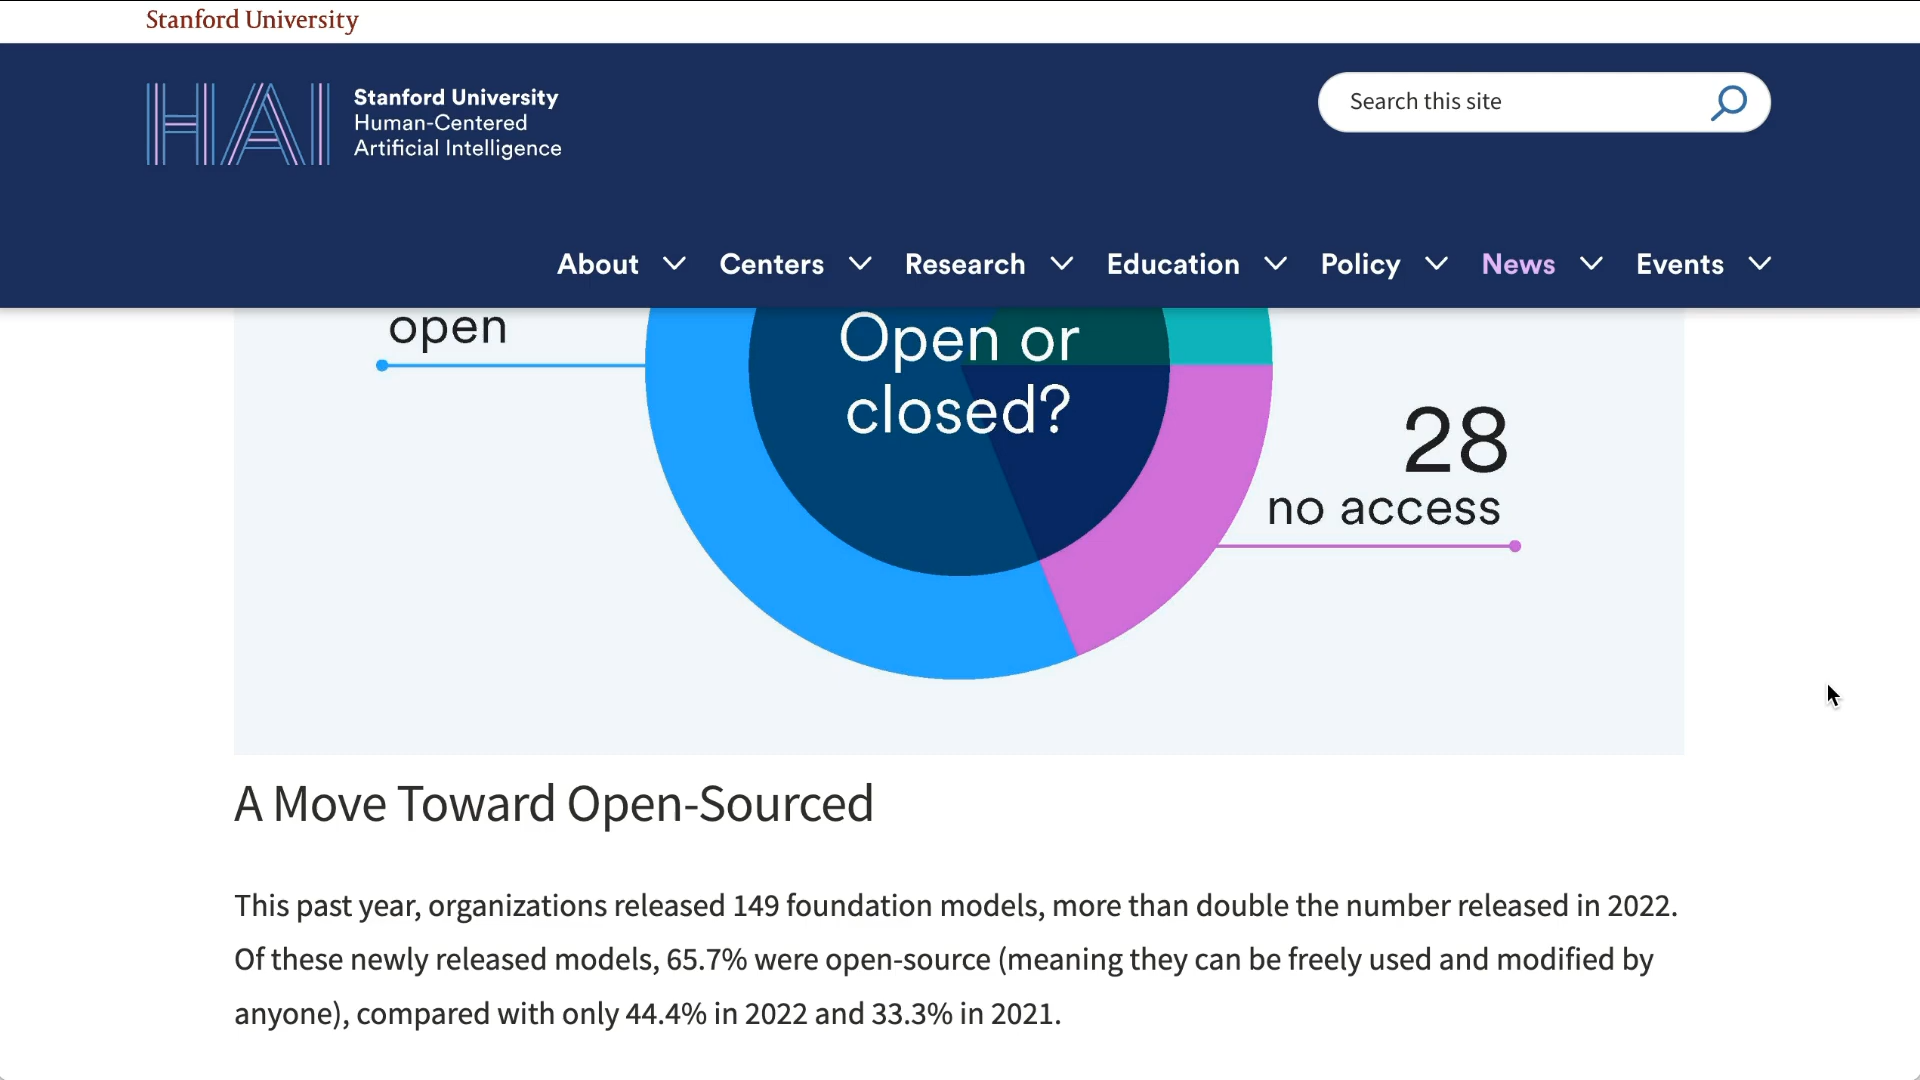 Stanford University
HAI
Stanford University
Human-Centered
Artificial Intelligence
Search this site
About
Centers
Research
Education
Policy
News
Events
open
Open or
closed?
28
no access
A Move Toward Open-Sourced
This past year, organizations released 149 foundation models, more than double the number released in 2022.
Of these newly released models, 65.7% were open-source (meaning they can be freely used and modified by
anyone), compared with only 44.4% in 2022 and 33.3% in 2021.